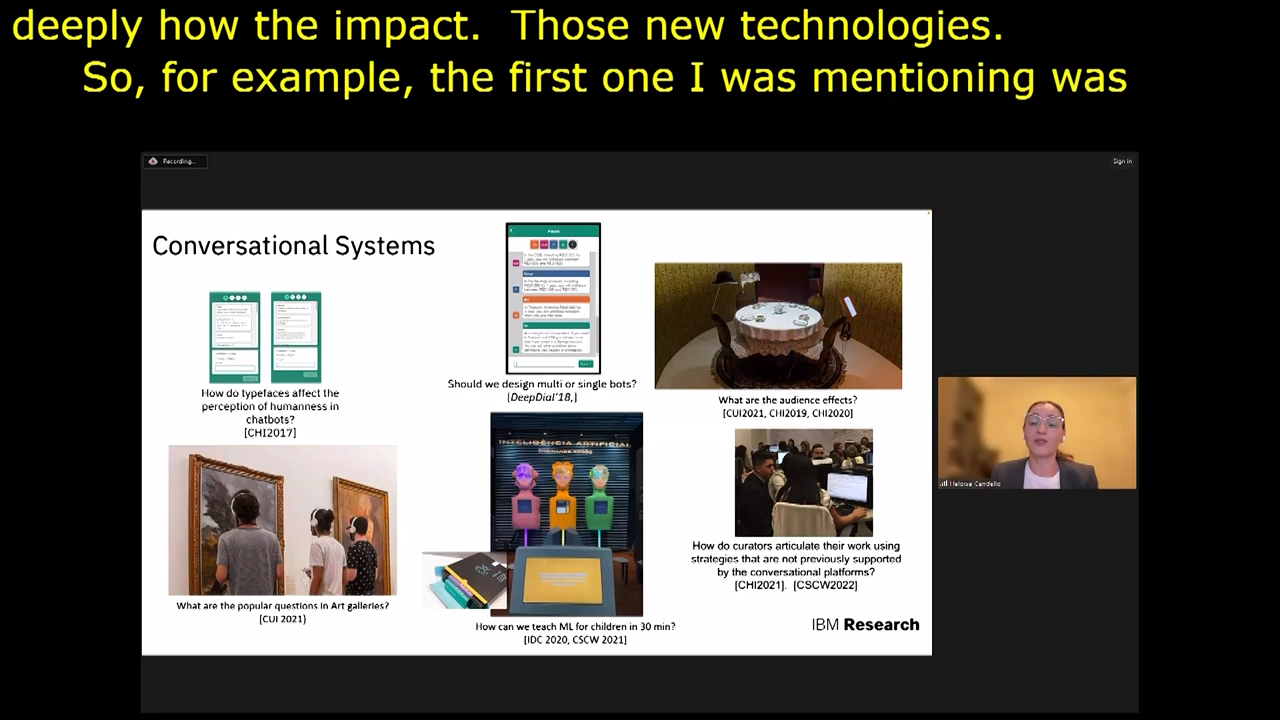 deeply how the impact.  Those new technologies.
So, for example, the first one I was mentioning was
Recording...
Sign in
Conversational Systems
How do typefaces affect the
perception of humanness in
chatbots?
[CHI2017]
Should we design multi or single bots?
[DeepDial'18,]
What are the audience effects?
[CUI2021, CHI2019, CHI2020]
INTELIGÊNCIA ARTIFICIAL
What are the popular questions in Art galleries?
[CUI 2021)
How can we teach ML for children in 30 min?
[IDC 2020, CSCW 2021]
How do curators articulate their work using
strategies that are not previously supported
by the conversational platforms?
[CHI2021].  [CSCW2022]
IBM Research
Heloisa Candello